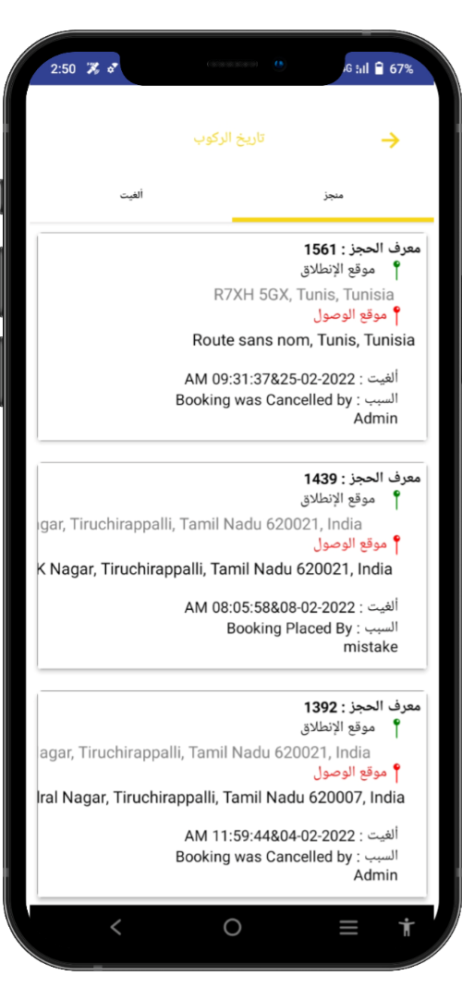 2:50
G
67%
تاريخ الركوب
منجز
ألغيت
معرف الحجز : 1561
موقع الإنطلاق
R7XH 5GX, Tunis, Tunisia
موقع الوصول
Route sans nom, Tunis, Tunisia
ألغيت : 25-02-2022&09:31:37 AM
السبب : Booking was Cancelled by
Admin
معرف الحجز : 1439
موقع الإنطلاق
gar, Tiruchirappalli, Tamil Nadu 620021, India
موقع الوصول
K Nagar, Tiruchirappalli, Tamil Nadu 620021, India
ألغيت : 08-02-2022&08:05:58 AM
السبب : Booking Placed By
mistake
معرف الحجز : 1392
موقع الإنطلاق
agar, Tiruchirappalli, Tamil Nadu 620021, India
موقع الوصول
lral Nagar, Tiruchirappalli, Tamil Nadu 620007, India
ألغيت : 04-02-2022&11:59:44 AM
السبب : Booking was Cancelled by
Admin